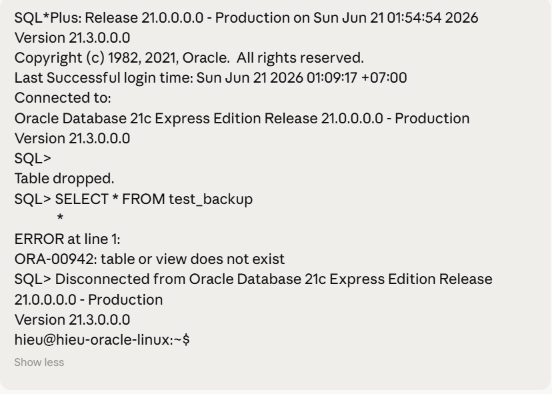 SQL*Plus: Release 21.0.0.0.0 - Production on Sun Jun 21 01:54:54 2026
Version 21.3.0.0.0
Copyright (c) 1982, 2021, Oracle.  All rights reserved.
Last Successful login time: Sun Jun 21 2026 01:09:17 +07:00
Connected to:
Oracle Database 21c Express Edition Release 21.0.0.0.0 - Production
Version 21.3.0.0.0
SQL>
Table dropped.
SQL> SELECT * FROM test_backup
*
ERROR at line 1:
ORA-00942: table or view does not exist
SQL> Disconnected from Oracle Database 21c Express Edition Release
21.0.0.0.0 - Production
Version 21.3.0.0.0
hieu@hieu-oracle-linux:~$
Show less